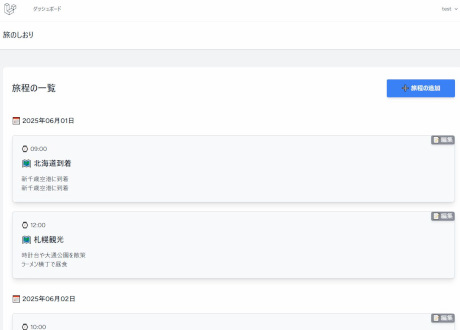 ダッシュボード
test
旅のしおり
旅程の一覧
旅程の追加
2025年06月01日
編集
09:00
北海道到着
新千歳空港に到着
新千歳空港に到着
編集
12:00
札幌観光
時計台や大通公園を散策
ラーメン横丁で昼食
2025年06月02日
編集
10:00